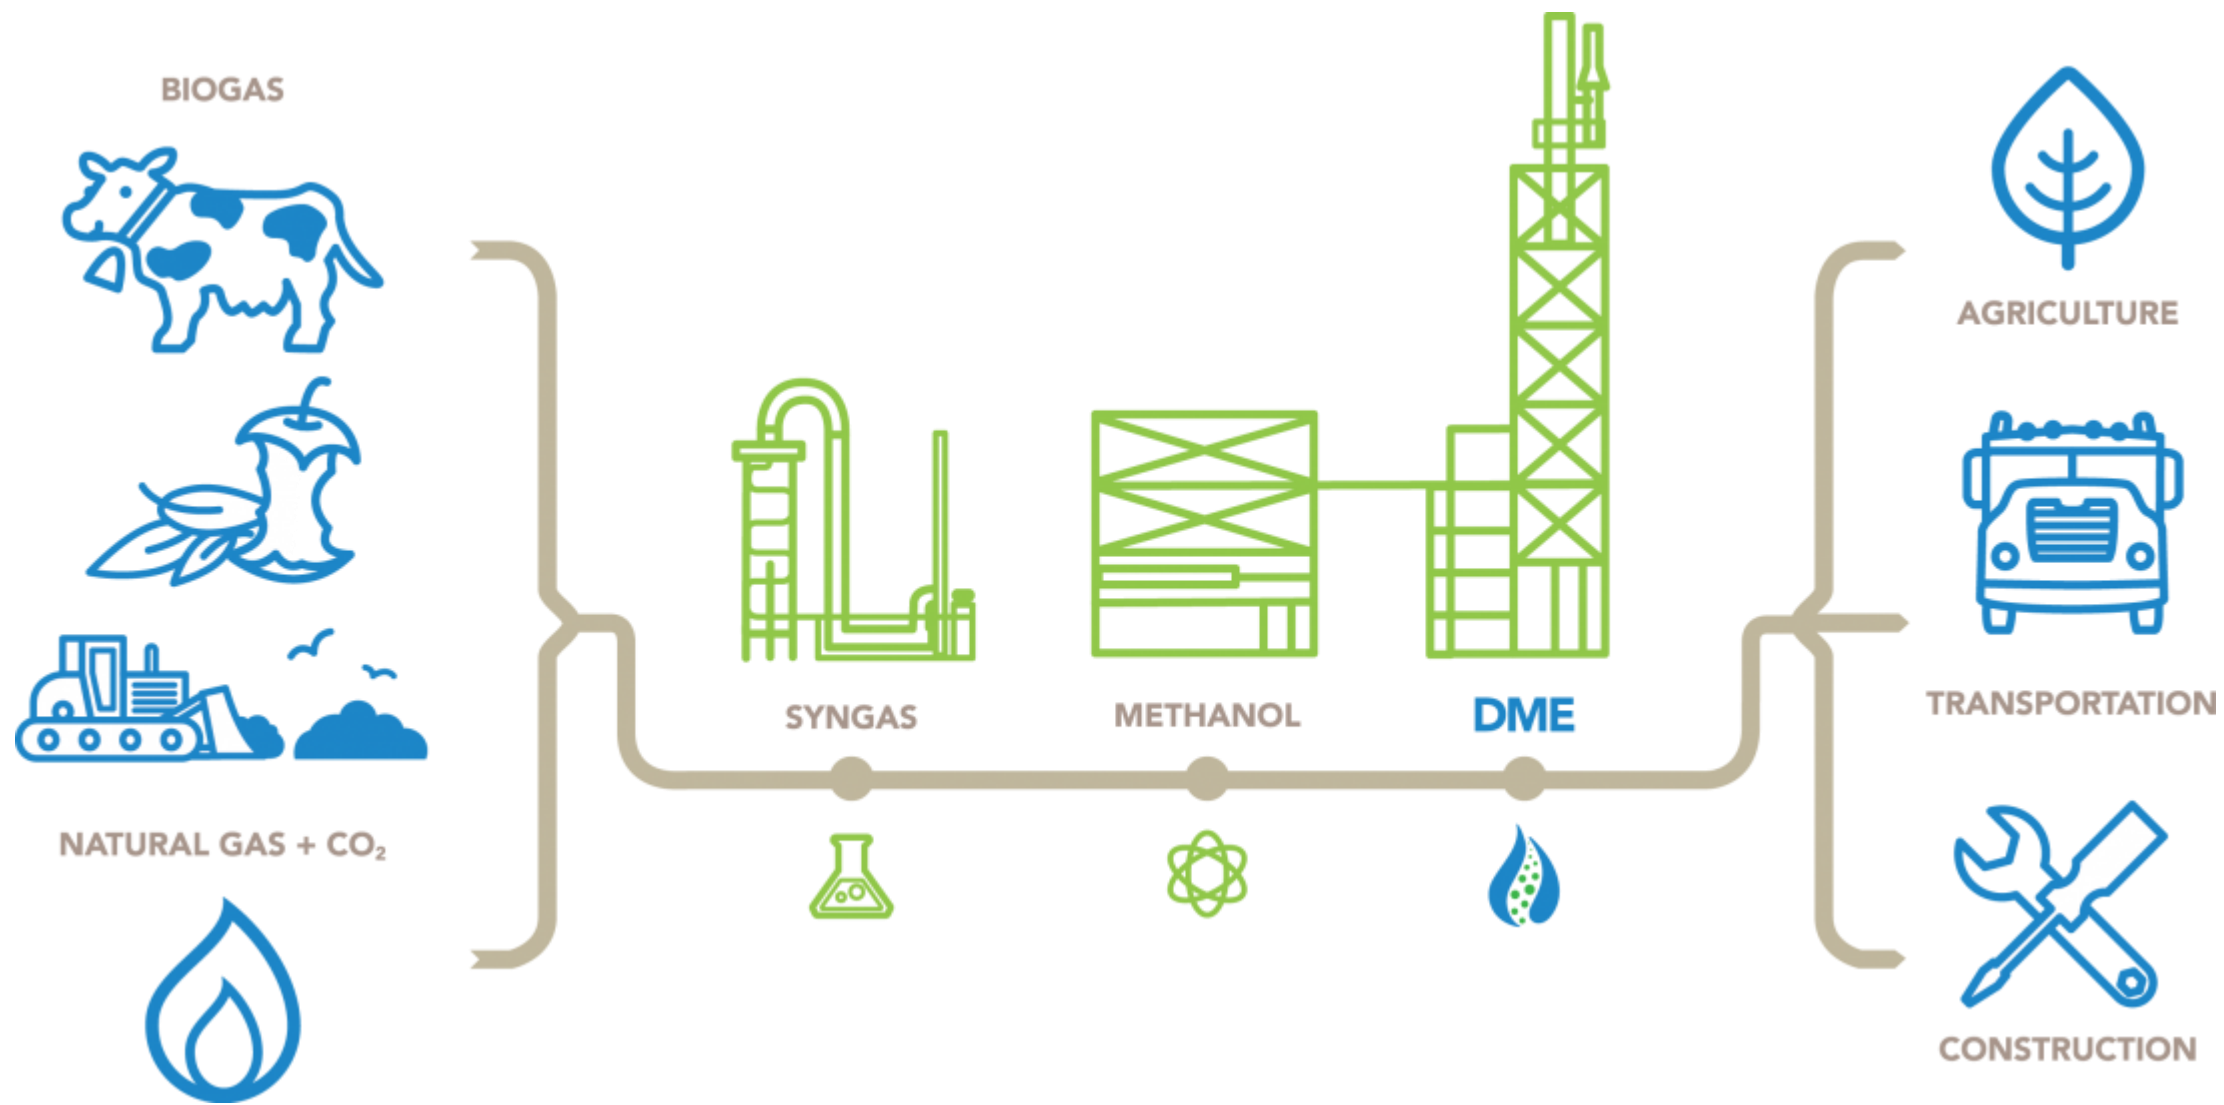 BIOGAS
NATURAL GAS + CO₂
SYNGAS
METHANOL
DME
AGRICULTURE
TRANSPORTATION
CONSTRUCTION